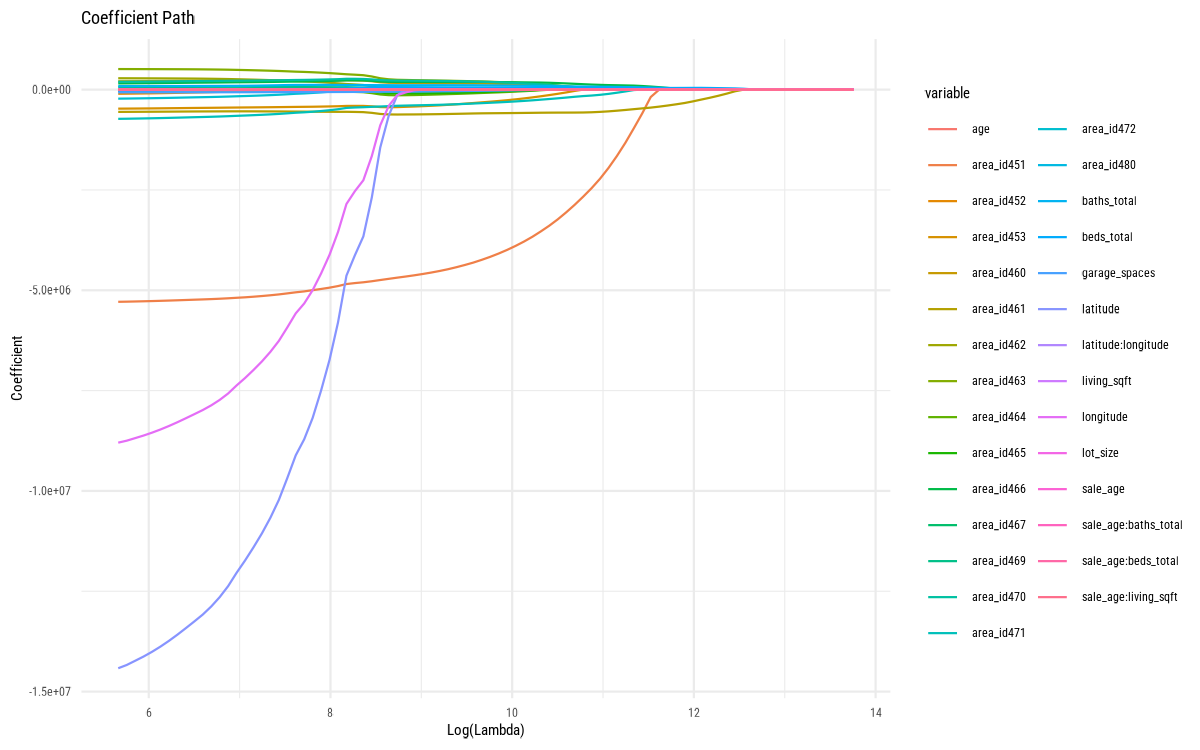 Coefficient Path
0.0e+00
-5.0e+06
-1.0e+07
-1.5e+07
Coefficient
6
8
10
12
14
Log(Lambda)
variable
age
area_id451
area_id452
area_id453
area_id460
area_id461
area_id462
area_id463
area_id464
area_id465
area_id466
area_id467
area_id469
area_id470
area_id471
area_id472
area_id480
baths_total
beds_total
garage_spaces
latitude
latitude:longitude
living_sqft
longitude
lot_size
sale_age
sale_age:baths_total
sale_age:beds_total
sale_age:living_sqft